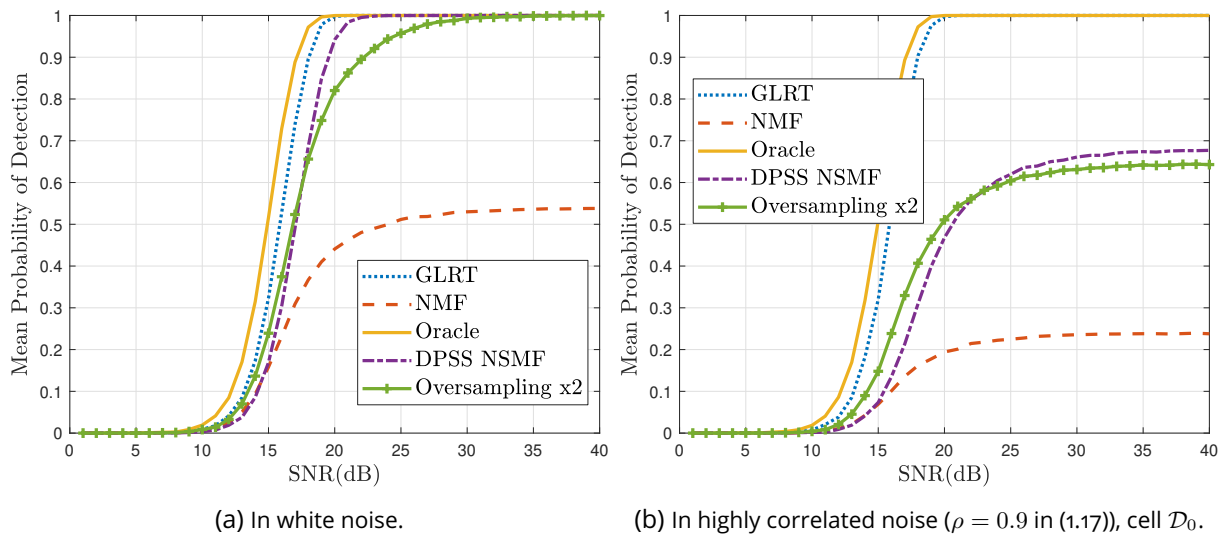 1
0.9
0.8
0.7
0.6
0.5
0.4
0.3
0.2
0.1
0
Mean Probability of Detection
0 5 10 15 20 25 30 35 40
SNR(dB)
GLRT
NMF
Oracle
DPSS NSMF
Oversampling x2
(a) In white noise.
1
0.9
0.8
0.7
0.6
0.5
0.4
0.3
0.2
0.1
0
Mean Probability of Detection
0 5 10 15 20 25 30 35 40
SNR(dB)
GLRT
NMF
Oracle
DPSS NSMF
Oversampling x2
(b) In highly correlated noise (ρ = 0.9 in (1.17)), cell 𝒟₀.